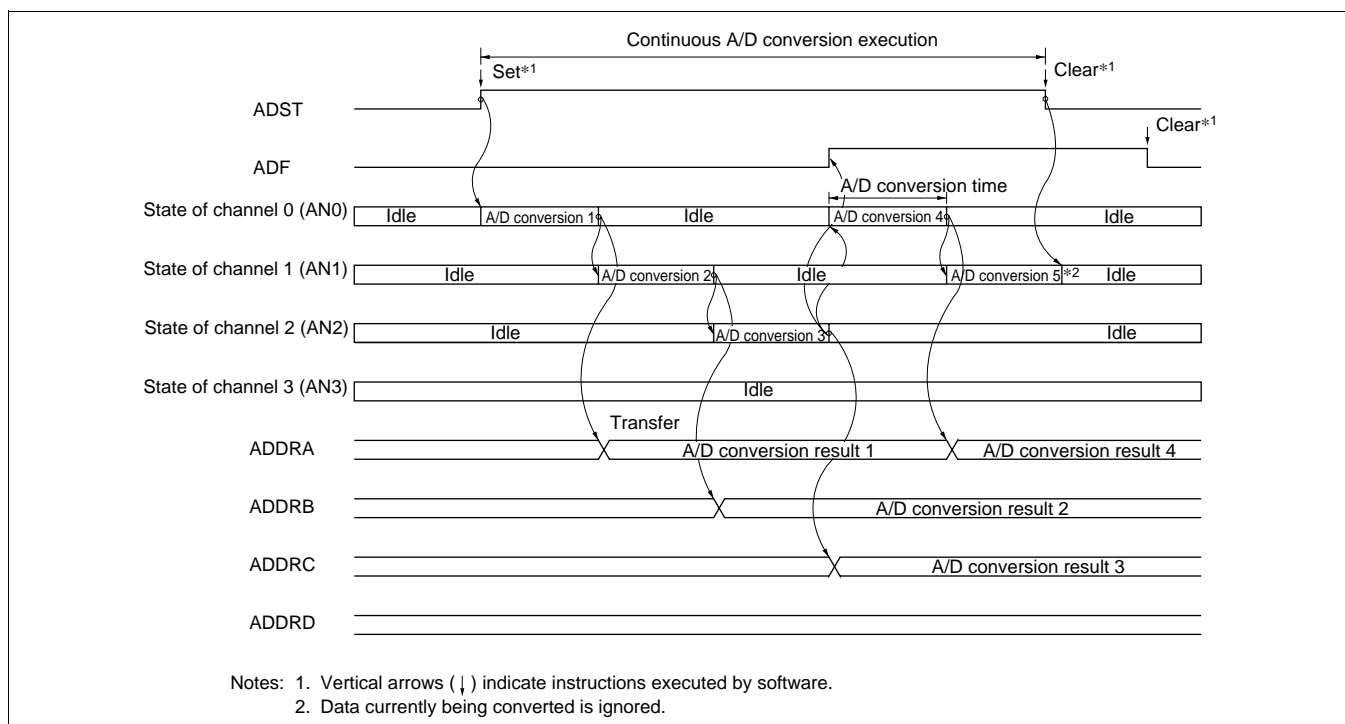 Continuous A/D conversion execution
Set*1
Clear*1
ADST
Clear*1
ADF
A/D conversion time
State of channel 0 (AN0)
Idle
A/D conversion 1
Idle
A/D conversion 4
Idle
State of channel 1 (AN1)
Idle
A/D conversion 2
Idle
A/D conversion 5
*2
Idle
State of channel 2 (AN2)
Idle
A/D conversion 3
Idle
State of channel 3 (AN3)
Idle
Transfer
ADDRA
A/D conversion result 1
A/D conversion result 4
ADDRB
A/D conversion result 2
ADDRC
A/D conversion result 3
ADDRD
Notes: 1. Vertical arrows (↓) indicate instructions executed by software.
2. Data currently being converted is ignored.